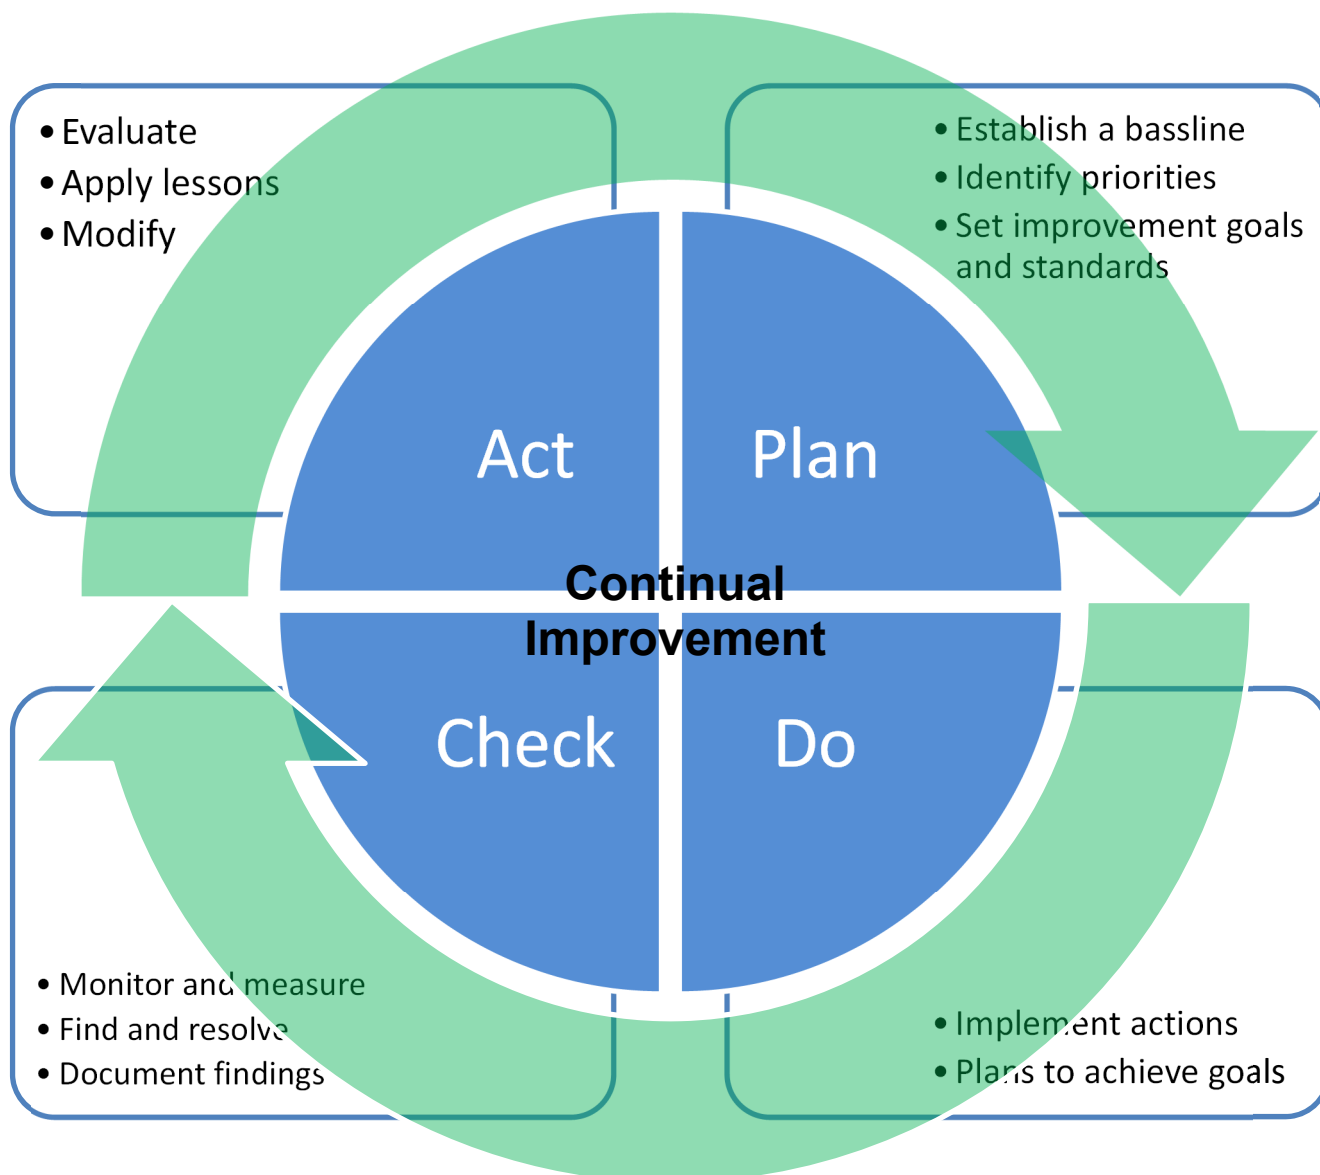 • Evaluate
• Apply lessons
• Modify
• Establish a bassline
• Identify priorities
• Set improvement goals
and standards
Act
Plan
Continual
Improvement
Check
Do
• Monitor and measure
• Find and resolve
• Document findings
• Implement actions
• Plans to achieve goals